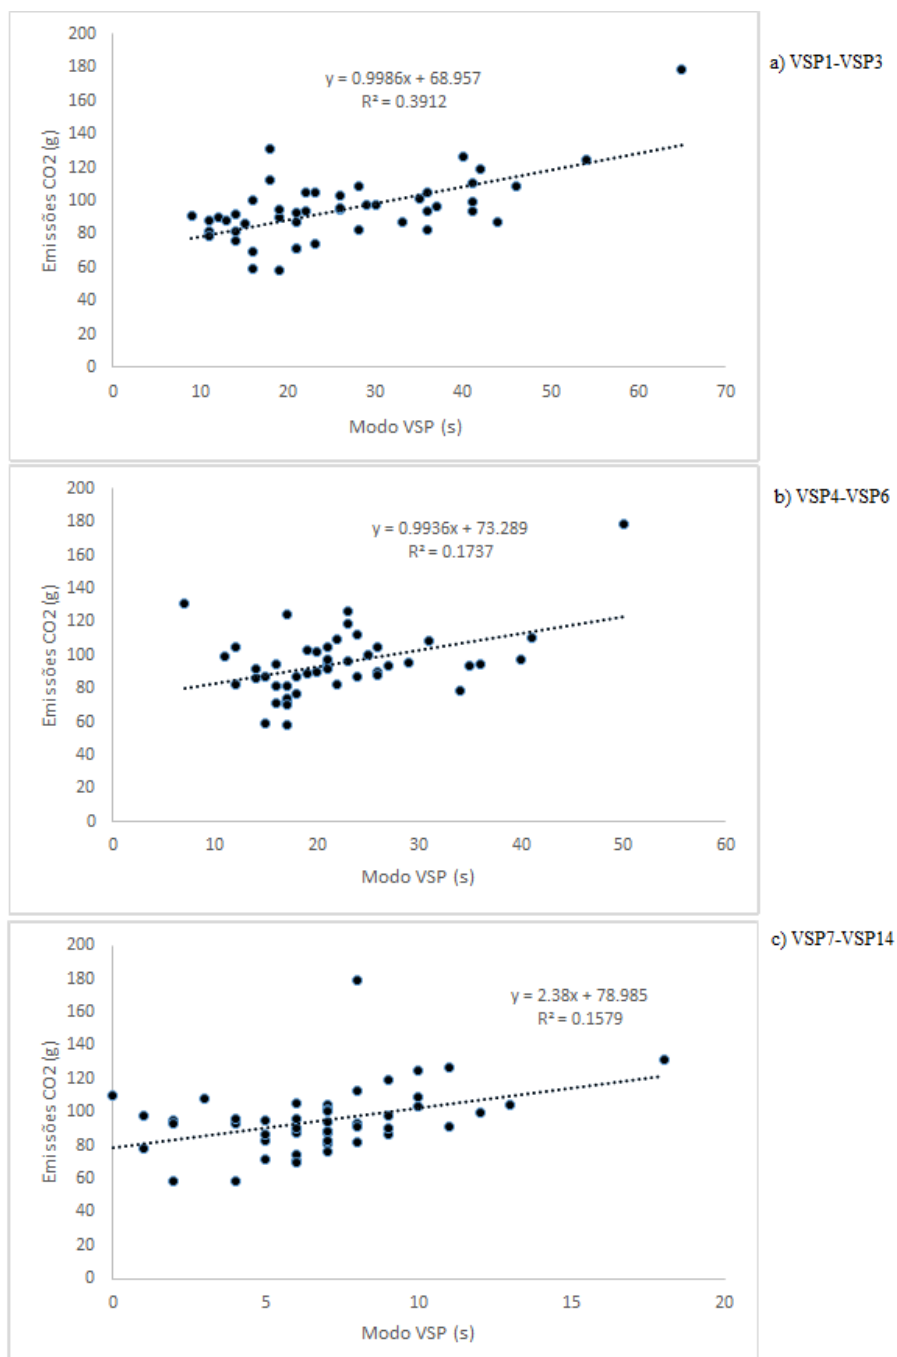 a) VSP1-VSP3
200
180
160
140
120
100
80
60
40
20
0
Emissões CO2 (g)
y = 0.9986x + 68.957
R² = 0.3912
0 10 20 30 40 50 60 70
Modo VSP (s)
b) VSP4-VSP6
200
180
160
140
120
100
80
60
40
20
0
Emissões CO2 (g)
y = 0.9936x + 73.289
R² = 0.1737
0 10 20 30 40 50 60
Modo VSP (s)
c) VSP7-VSP14
200
180
160
140
120
100
80
60
40
20
0
Emissões CO2 (g)
y = 2.38x + 78.985
R² = 0.1579
0 5 10 15 20
Modo VSP (s)